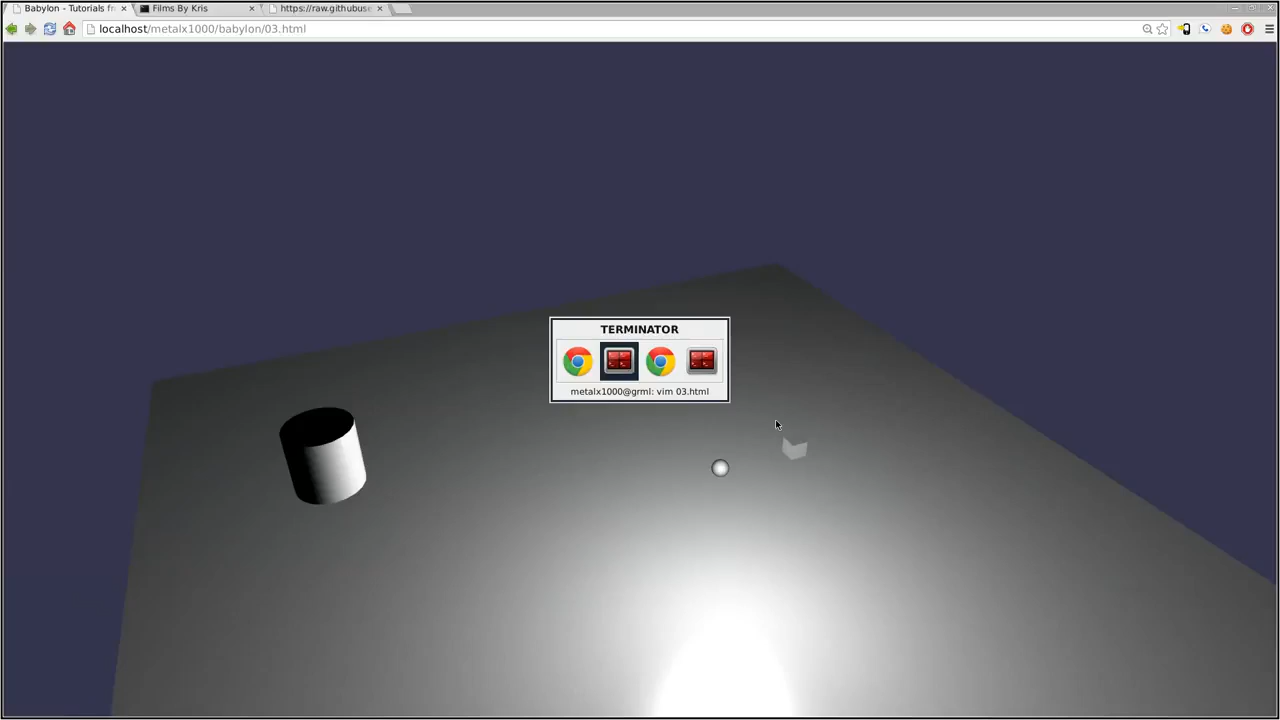 Babylon - Tutorials fr
Films By Kris
https://raw.githubuse
localhost/metalx1000/babylon/03.html
TERMINATOR
metalx1000@grml: vim 03.html